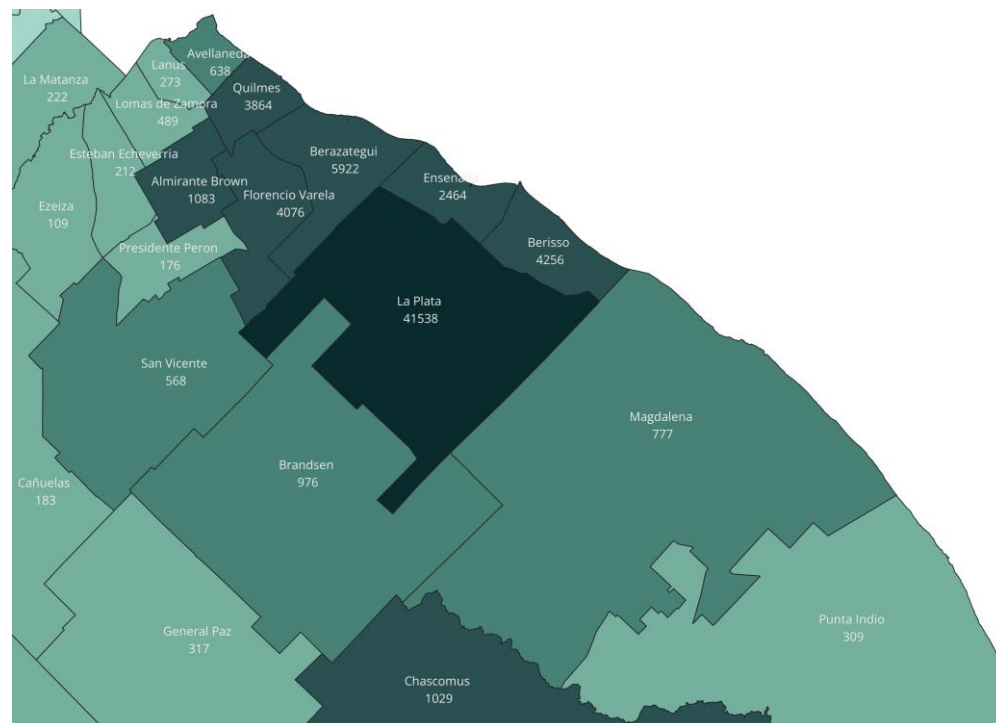 Avellaneda
638
Lanus
273
La Matanza
222
Quilmes
3864
Lomas de Zamora
489
Berazategui
5922
Esteban Echeverria
212
Almirante Brown
1083
Florencio Varela
4076
Ensenada
2464
Ezeiza
109
Presidente Peron
176
Berisso
4256
La Plata
41538
San Vicente
568
Magdalena
777
Brandsen
976
Cañuelas
183
Punta Indio
309
General Paz
317
Chascomus
1029